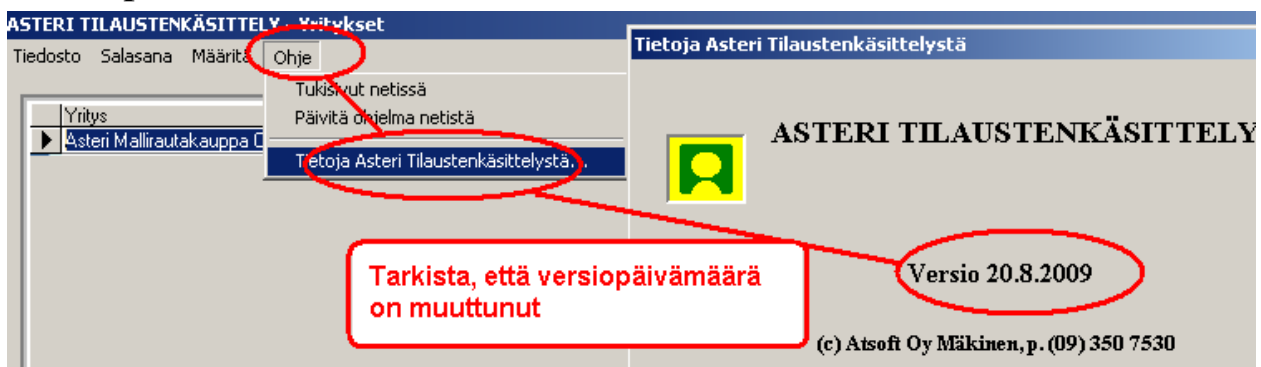 ASTERI TILAUSTENKÄSITTELY - Yritykset
Tiedosto Salasana Määritä Ohje
Tukisivut netissä
Päivitä ohjelma netistä
Tietoja Asteri Tilaustenkäsittelystä...
Yritys
Asteri Mallirautakauppa O
Tietoja Asteri Tilaustenkäsittelystä
ASTERI TILAUSTENKÄSITTELY
Versio 20.8.2009
(c) Atsoft Oy Mäkinen, p. (09) 350 7530
Tarkista, että versiopäivämäärä
on muuttunut